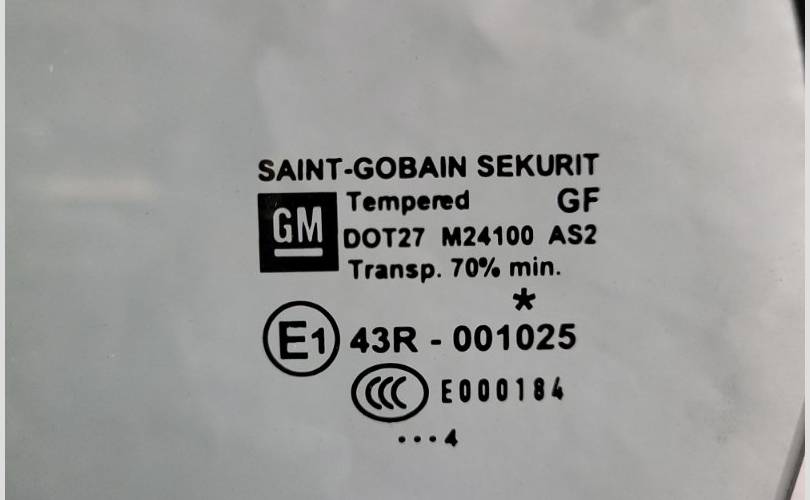 SAINT-GOBAIN SEKURIT
GM
Tempered GF
DOT27 M24100 AS2
Transp. 70% min.
*
E1 43R - 001025
CCC E000184
...4